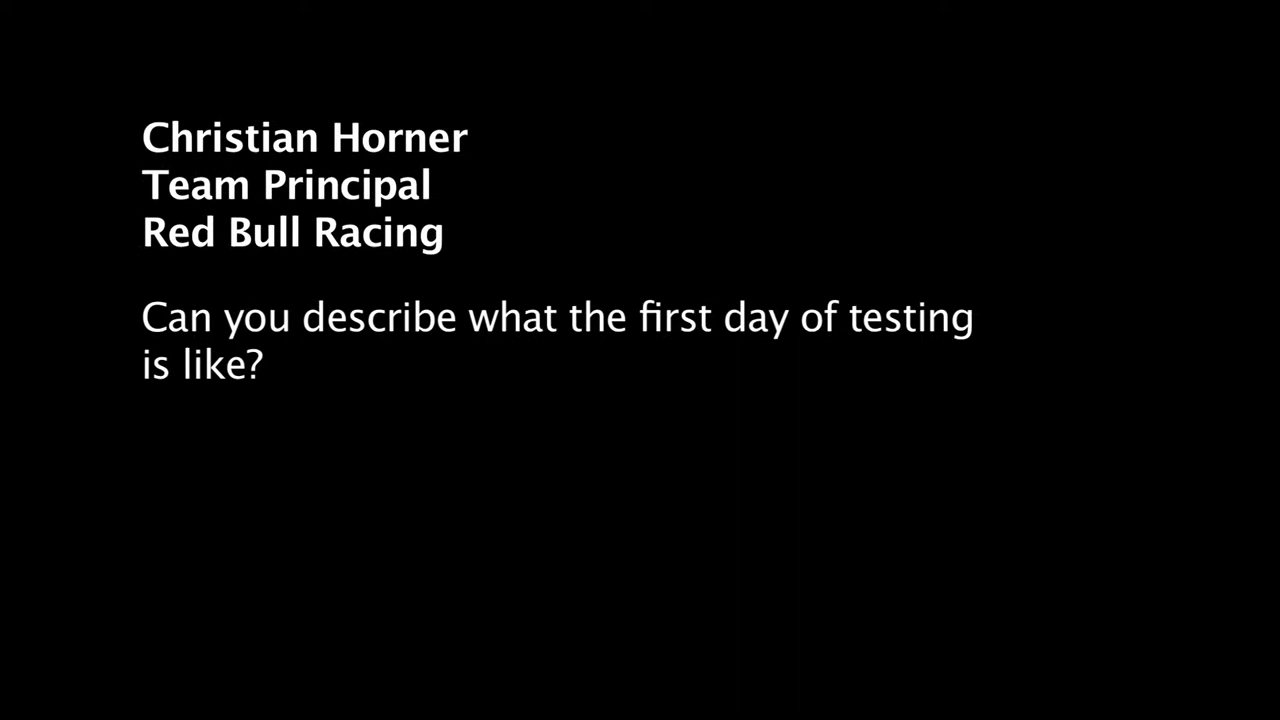 Christian Horner
Team Principal
Red Bull Racing
Can you describe what the first day of testing
is like?